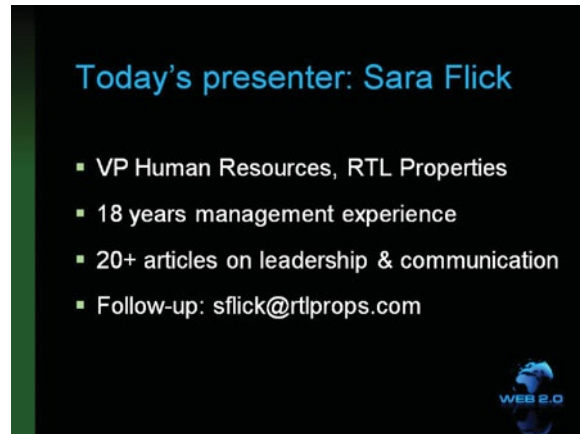 Today's presenter: Sara Flick
▪ VP Human Resources, RTL Properties
▪ 18 years management experience
▪ 20+ articles on leadership & communication
▪ Follow-up: sflick@rtlprops.com
WEB 2.0